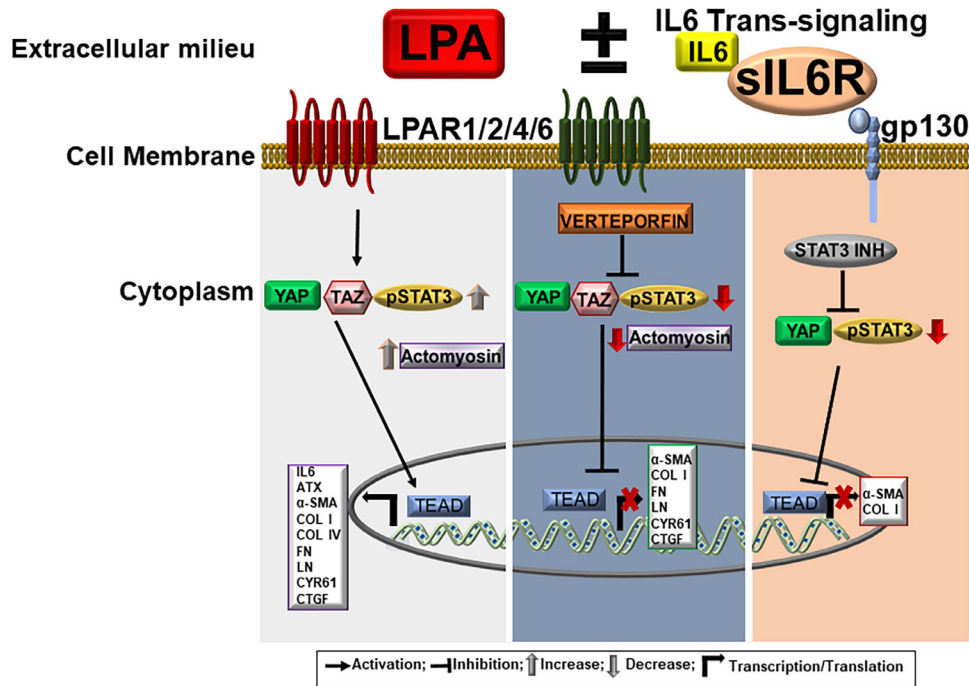 Extracellular milieu
LPA
±
IL6 Trans-signaling
IL6
sIL6R
LPAR1/2/4/6
gp130
Cell Membrane
Cytoplasm
YAP
TAZ
pSTAT3
Actomyosin
VERTEPORFIN
YAP
TAZ
pSTAT3
Actomyosin
STAT3 INH
YAP
pSTAT3
IL6
ATX
α-SMA
COL I
COL IV
FN
LN
CYR61
CTGF
TEAD
TEAD
α-SMA
COL I
FN
LN
CYR61
CTGF
TEAD
α-SMA
COL I
Activation; Inhibition; Increase; Decrease; Transcription/Translation